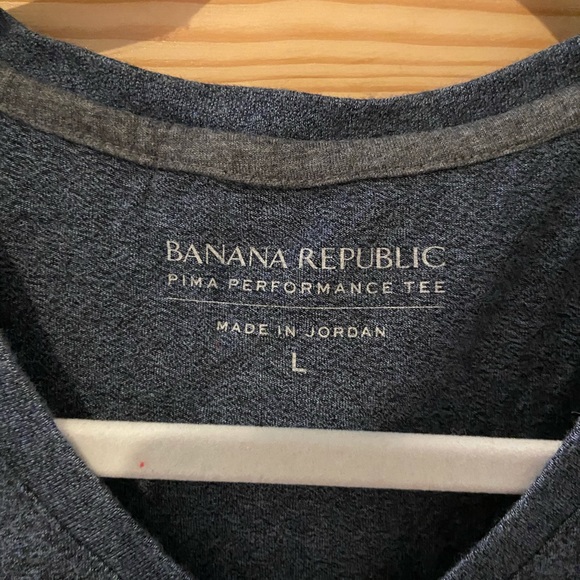 BANANA REPUBLIC
PIMA PERFORMANCE TEE
MADE IN JORDAN
L